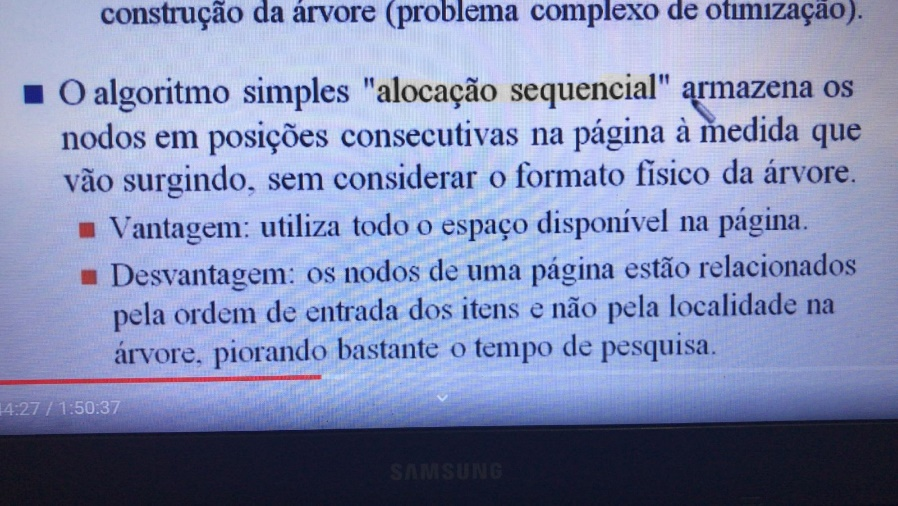 construção da árvore (problema complexo de otimização).
O algoritmo simples "alocação sequencial" armazena os
nodos em posições consecutivas na página à medida que
vão surgindo, sem considerar o formato físico da árvore.
Vantagem: utiliza todo o espaço disponível na página.
Desvantagem: os nodos de uma página estão relacionados
pela ordem de entrada dos itens e não pela localidade na
árvore, piorando bastante o tempo de pesquisa.
4:27 / 1:50:37
SAMSUNG